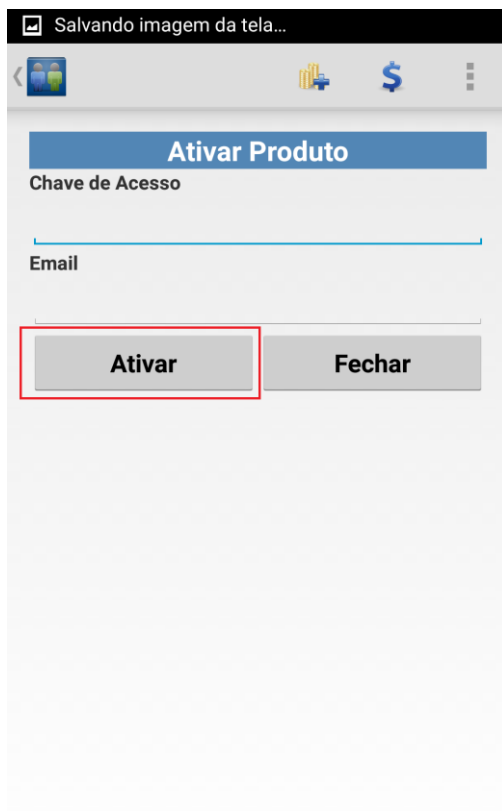 Salvando imagem da tela...
Ativar Produto
Chave de Acesso
Email
Ativar
Fechar